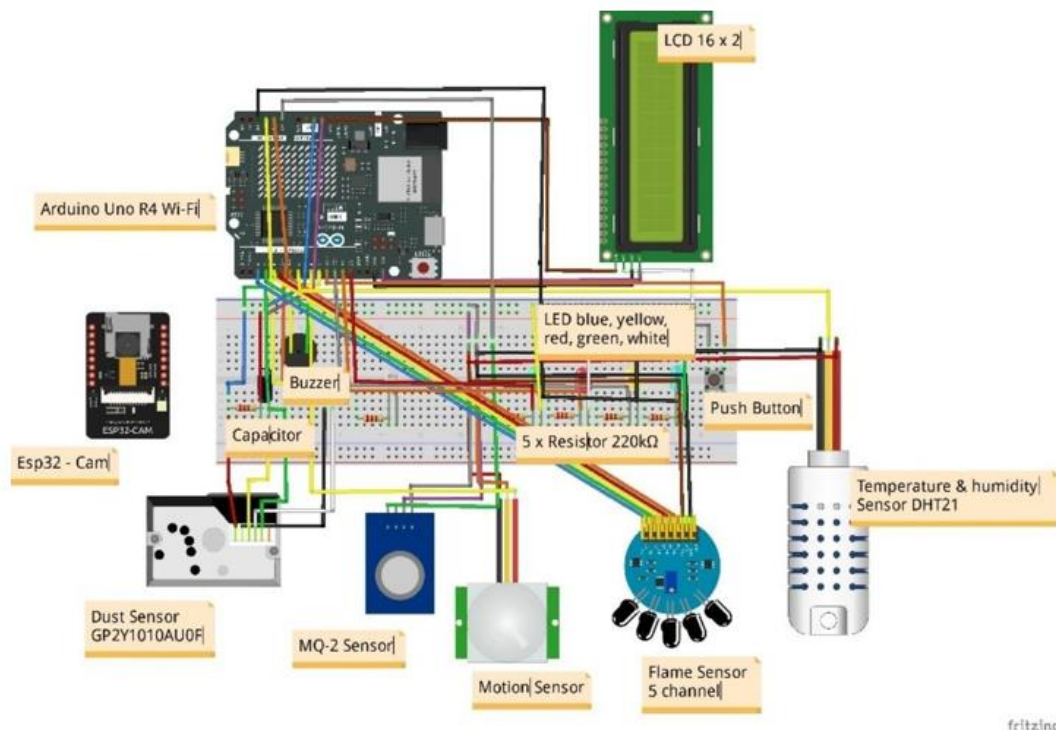 LCD 16 x 2
Arduino Uno R4 Wi-Fi
LED blue, yellow,
red, green, white
Buzzer
Push Button
ESP32-CAM
Capacitor
5 x Resistor 220kΩ
Esp32 - Cam
Temperature & humidity
Sensor DHT21
Dust Sensor
GP2Y1010AU0F
MQ-2 Sensor
Motion Sensor
Flame Sensor
5 channel
fritzing